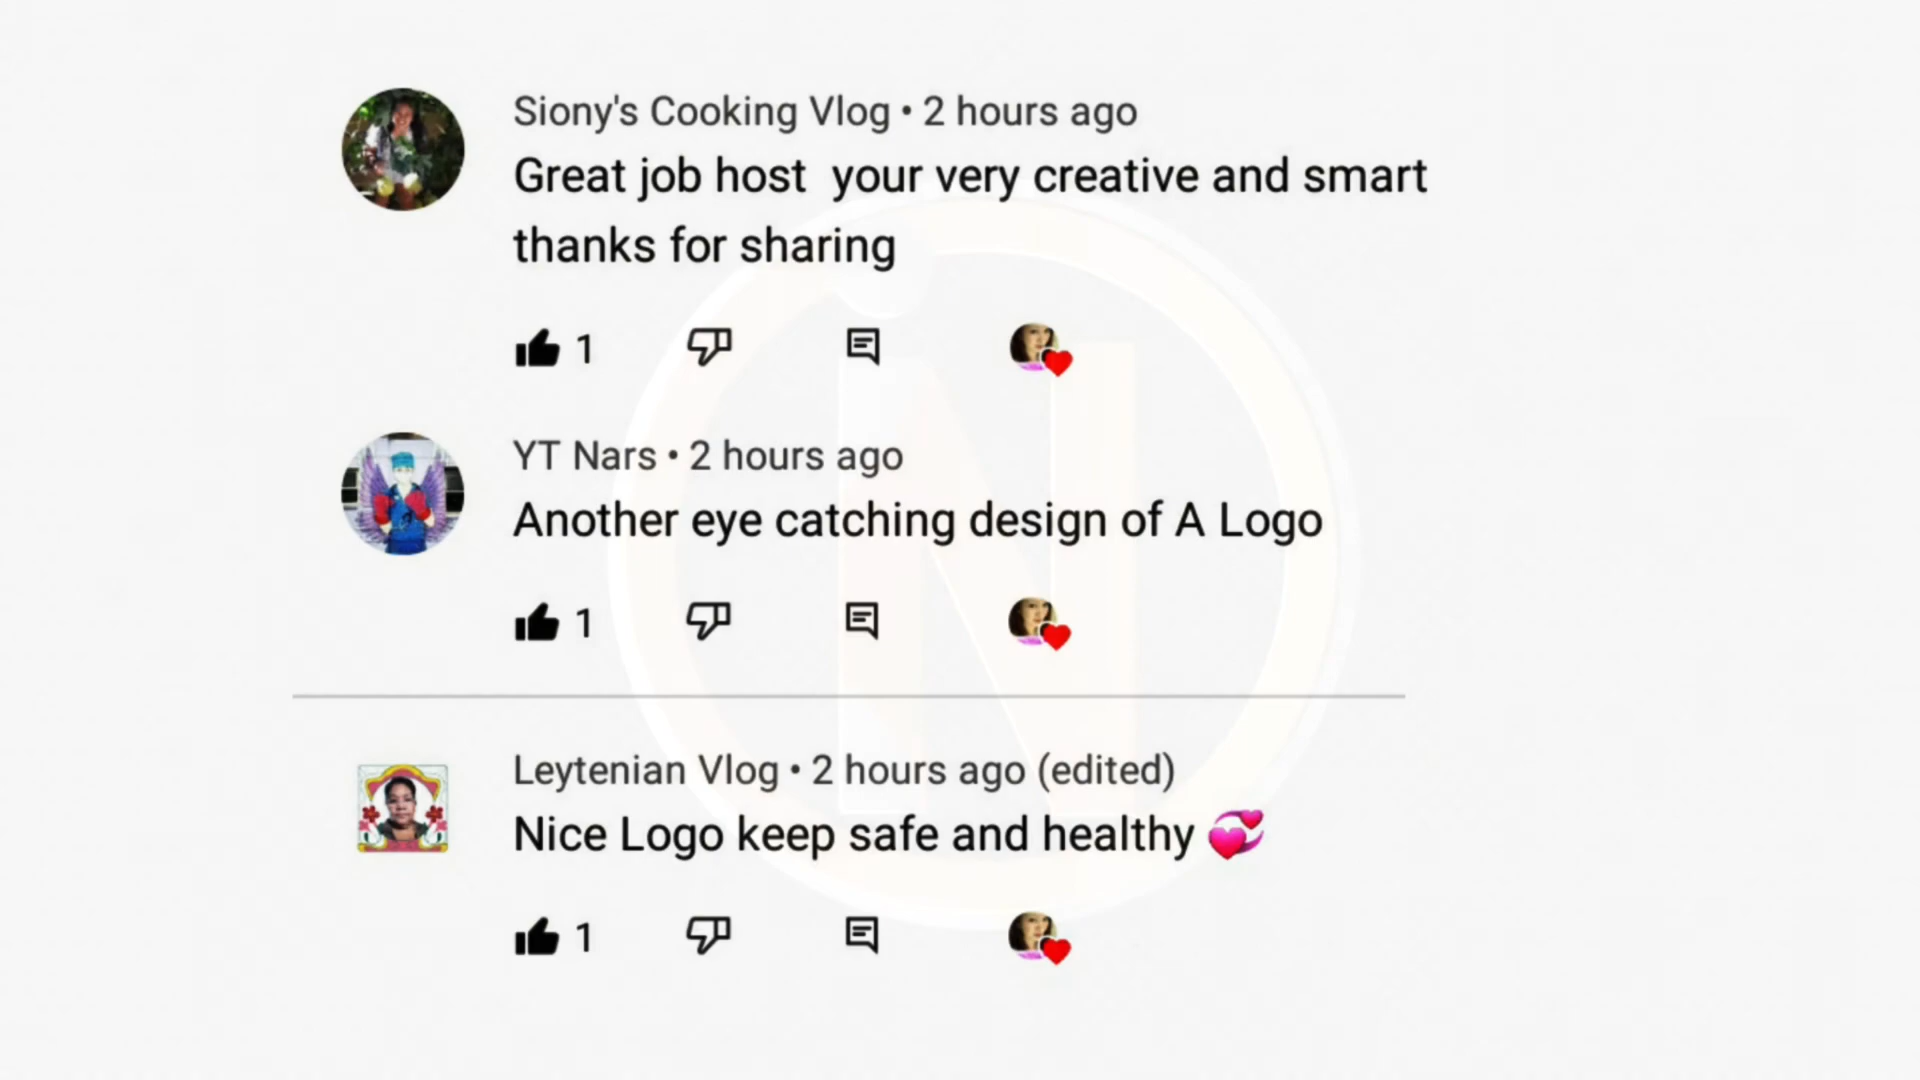 Siony's Cooking Vlog • 2 hours ago
Great job host  your very creative and smart
thanks for sharing
1
YT Nars • 2 hours ago
Another eye catching design of A Logo
1
Leytenian Vlog • 2 hours ago (edited)
Nice Logo keep safe and healthy 💞
1
N